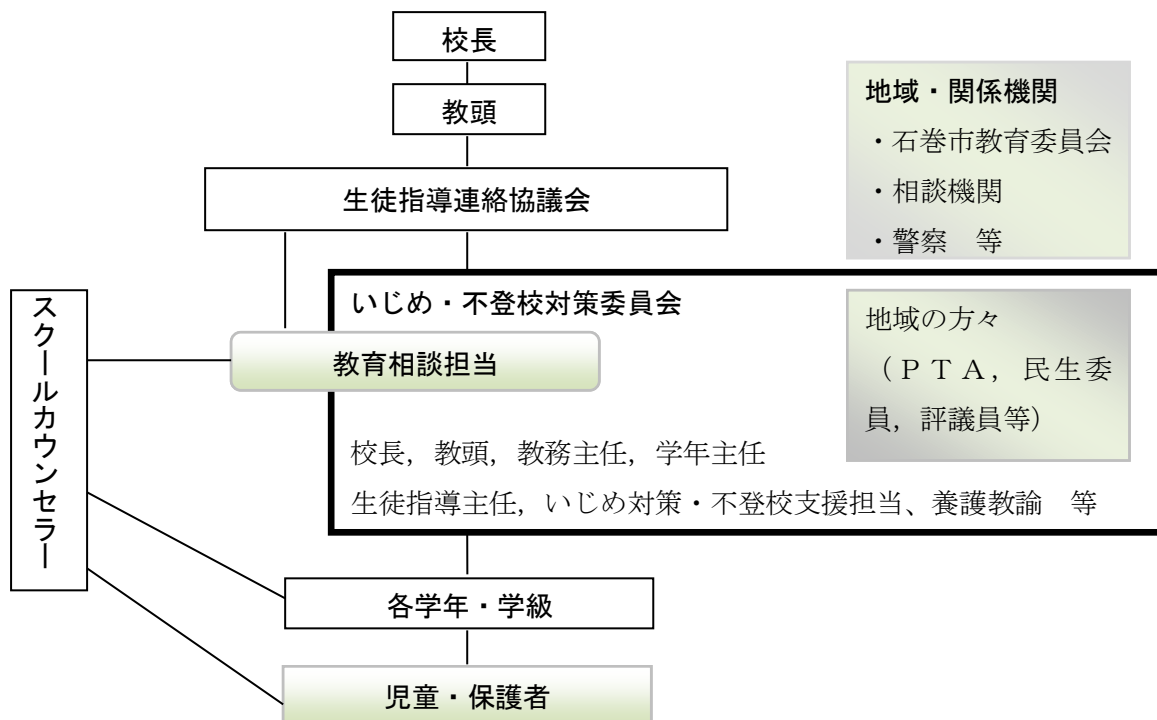 校長
教頭
生徒指導連絡協議会
地域・関係機関
・石巻市教育委員会
・相談機関
・警察　等
スクールカウンセラー
いじめ・不登校対策委員会
教育相談担当
地域の方々
（ＰＴＡ，民生委
員，評議員等）
校長，教頭，教務主任，学年主任
生徒指導主任，いじめ対策・不登校支援担当、養護教諭　等
各学年・学級
児童・保護者